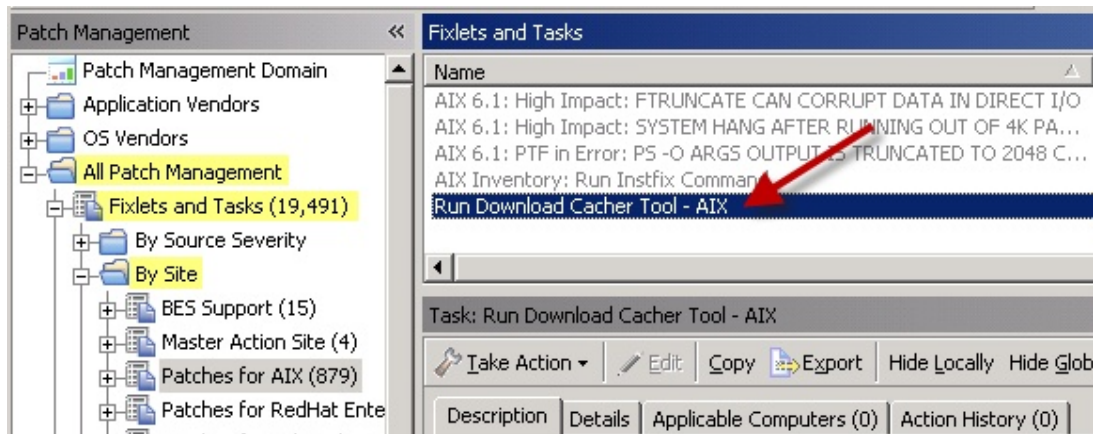 Patch Management «
Patch Management Domain
Application Vendors
OS Vendors
All Patch Management
Fixlets and Tasks (19,491)
By Source Severity
By Site
BES Support (15)
Master Action Site (4)
Patches for AIX (879)
Patches for RedHat Ente
Fixlets and Tasks
Name
AIX 6.1: High Impact: FTRUNCATE CAN CORRUPT DATA IN DIRECT I/O
AIX 6.1: High Impact: SYSTEM HANG AFTER RUNNING OUT OF 4K PA...
AIX 6.1: PTF in Error: PS -O ARGS OUTPUT IS TRUNCATED TO 2048 C...
AIX Inventory: Run Instfix Command
Run Download Cacher Tool - AIX
Task: Run Download Cacher Tool - AIX
Take Action Edit Copy Export Hide Locally Hide Glob
Description Details Applicable Computers (0) Action History (0)